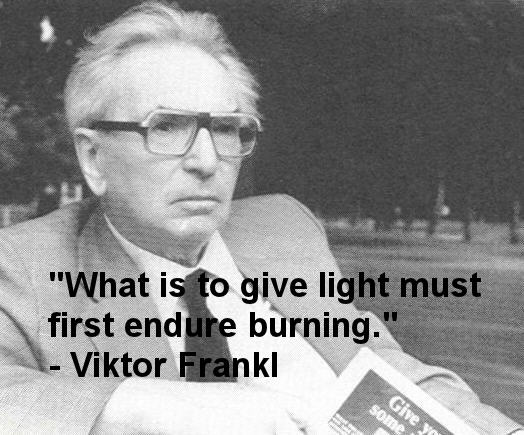 "What is to give light must
first endure burning."
- Viktor Frankl
Give
some